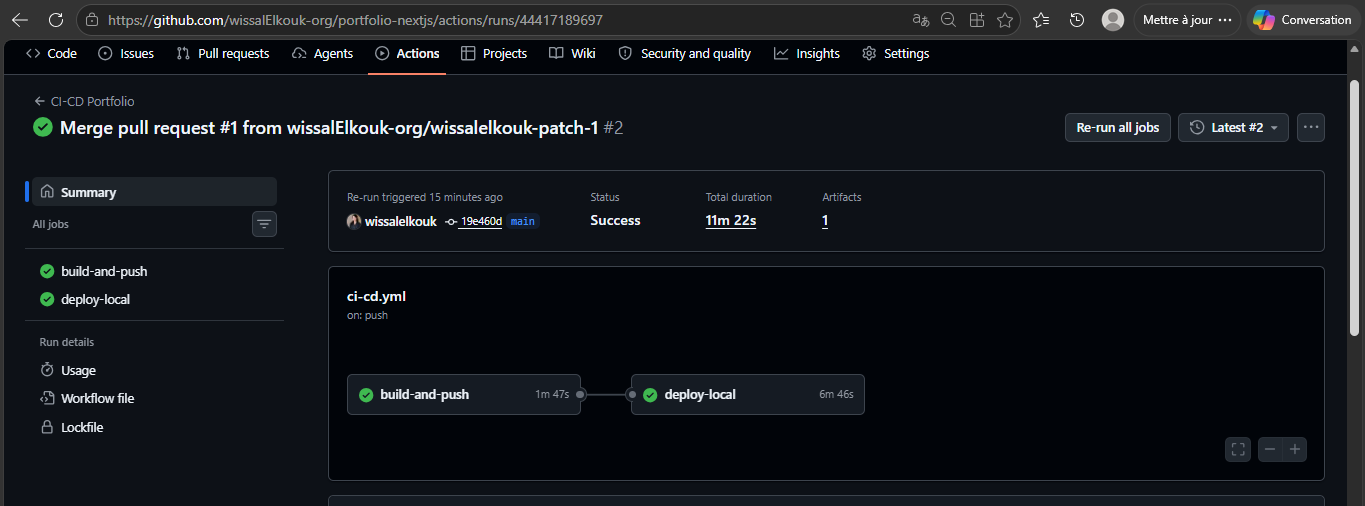 https://github.com/wissalElkouk-org/portfolio-nextjs/actions/runs/44417189697
Mettre à jour
Conversation
Code
Issues
Pull requests
Agents
Actions
Projects
Wiki
Security and quality
Insights
Settings
CI-CD Portfolio
Merge pull request #1 from wissalElkouk-org/wissalelkouk-patch-1 #2
Re-run all jobs
Latest #2
Summary
All jobs
build-and-push
deploy-local
Run details
Usage
Workflow file
Lockfile
Re-run triggered 15 minutes ago
wissalelkouk 19e460d main
Status
Success
Total duration
11m 22s
Artifacts
1
ci-cd.yml
on: push
build-and-push 1m 47s
deploy-local 6m 46s